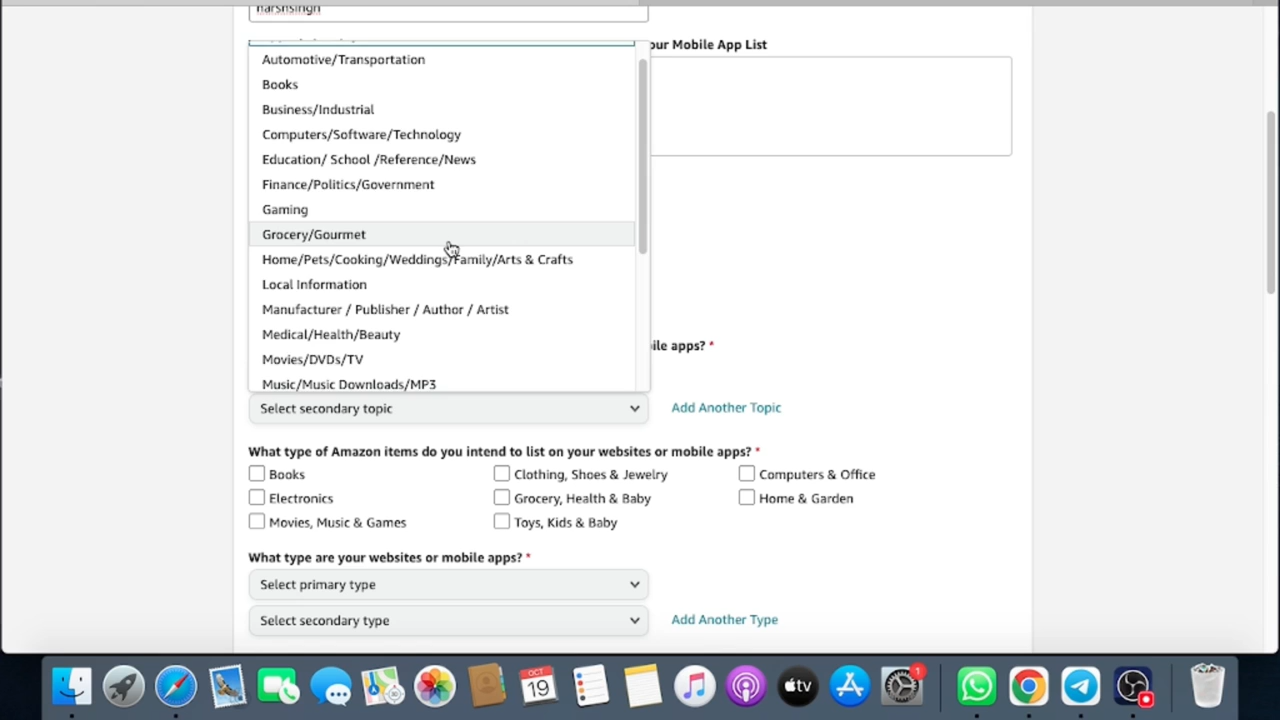 harshsingh
our Mobile App List
Automotive/Transportation
Books
Business/Industrial
Computers/Software/Technology
Education/ School /Reference/News
Finance/Politics/Government
Gaming
Grocery/Gourmet
Home/Pets/Cooking/Weddings/Family/Arts & Crafts
Local Information
Manufacturer / Publisher / Author / Artist
Medical/Health/Beauty
ile apps? *
Movies/DVDs/TV
Music/Music Downloads/MP3
Select secondary topic
Add Another Topic
What type of Amazon items do you intend to list on your websites or mobile apps? *
Books Clothing, Shoes & Jewelry Computers & Office
Electronics Grocery, Health & Baby Home & Garden
Movies, Music & Games Toys, Kids & Baby
What type are your websites or mobile apps? *
Select primary type
Select secondary type
Add Another Type
OCT
19
tv
1